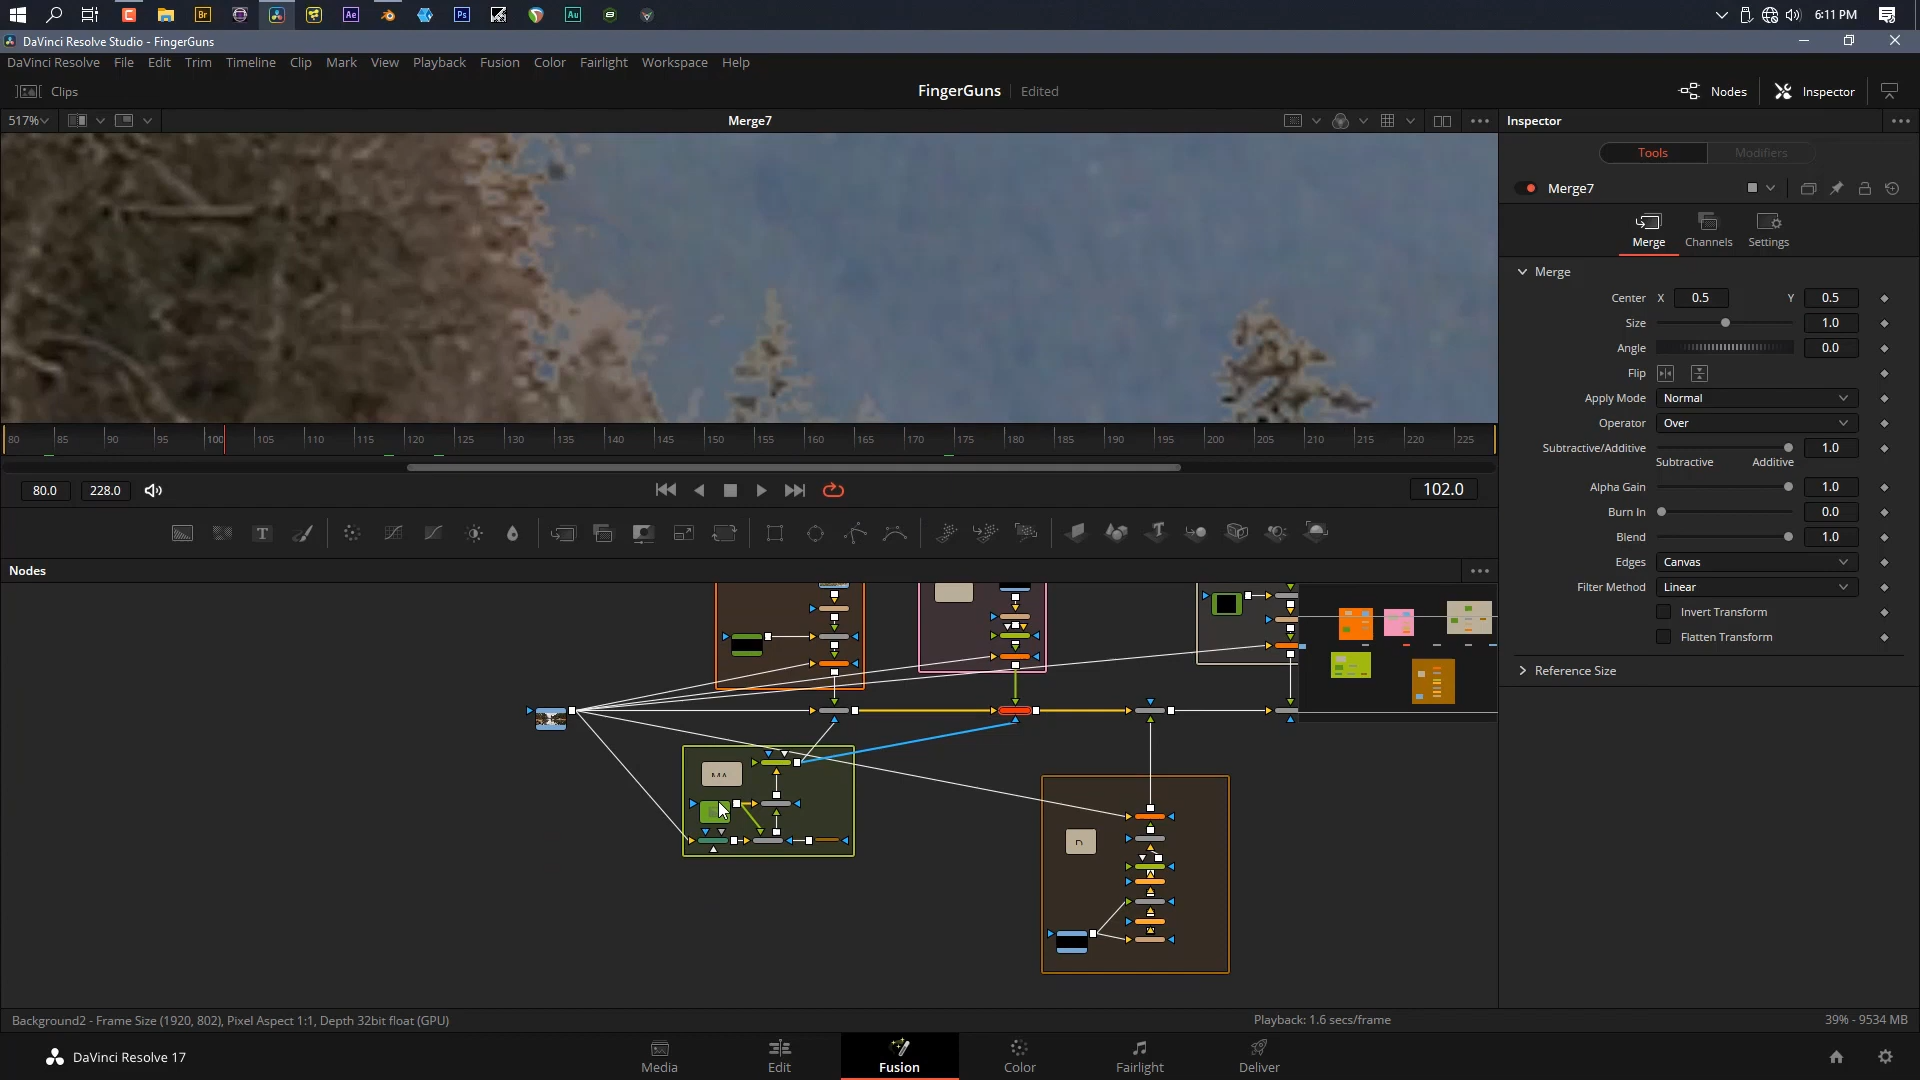 Br
Ae
Ps
Au
6:11 PM
DaVinci Resolve Studio - FingerGuns
DaVinci Resolve File Edit Trim Timeline Clip Mark View Playback Fusion Color Fairlight Workspace Help
Clips
FingerGuns Edited
Nodes Inspector
517%
Merge7
Inspector
Tools Modifiers
Merge7
Merge Channels Settings
Merge
Center X 0.5 Y 0.5
Size 1.0
Angle 0.0
Flip
Apply Mode Normal
Operator Over
Subtractive/Additive 1.0
Subtractive Additive
Alpha Gain 1.0
Burn In 0.0
Blend 1.0
Edges Canvas
Filter Method Linear
Invert Transform
Flatten Transform
Reference Size
80 85 90 95 100 105 110 115 120 125 130 135 140 145 150 155 160 165 170 175 180 185 190 195 200 205 210 215 220 225
80.0 228.0 102.0
T T
Nodes
Background2 - Frame Size (1920, 802), Pixel Aspect 1:1, Depth 32bit float (GPU)
Playback: 1.6 secs/frame
39% - 9534 MB
DaVinci Resolve 17
Media Edit Fusion Color Fairlight Deliver